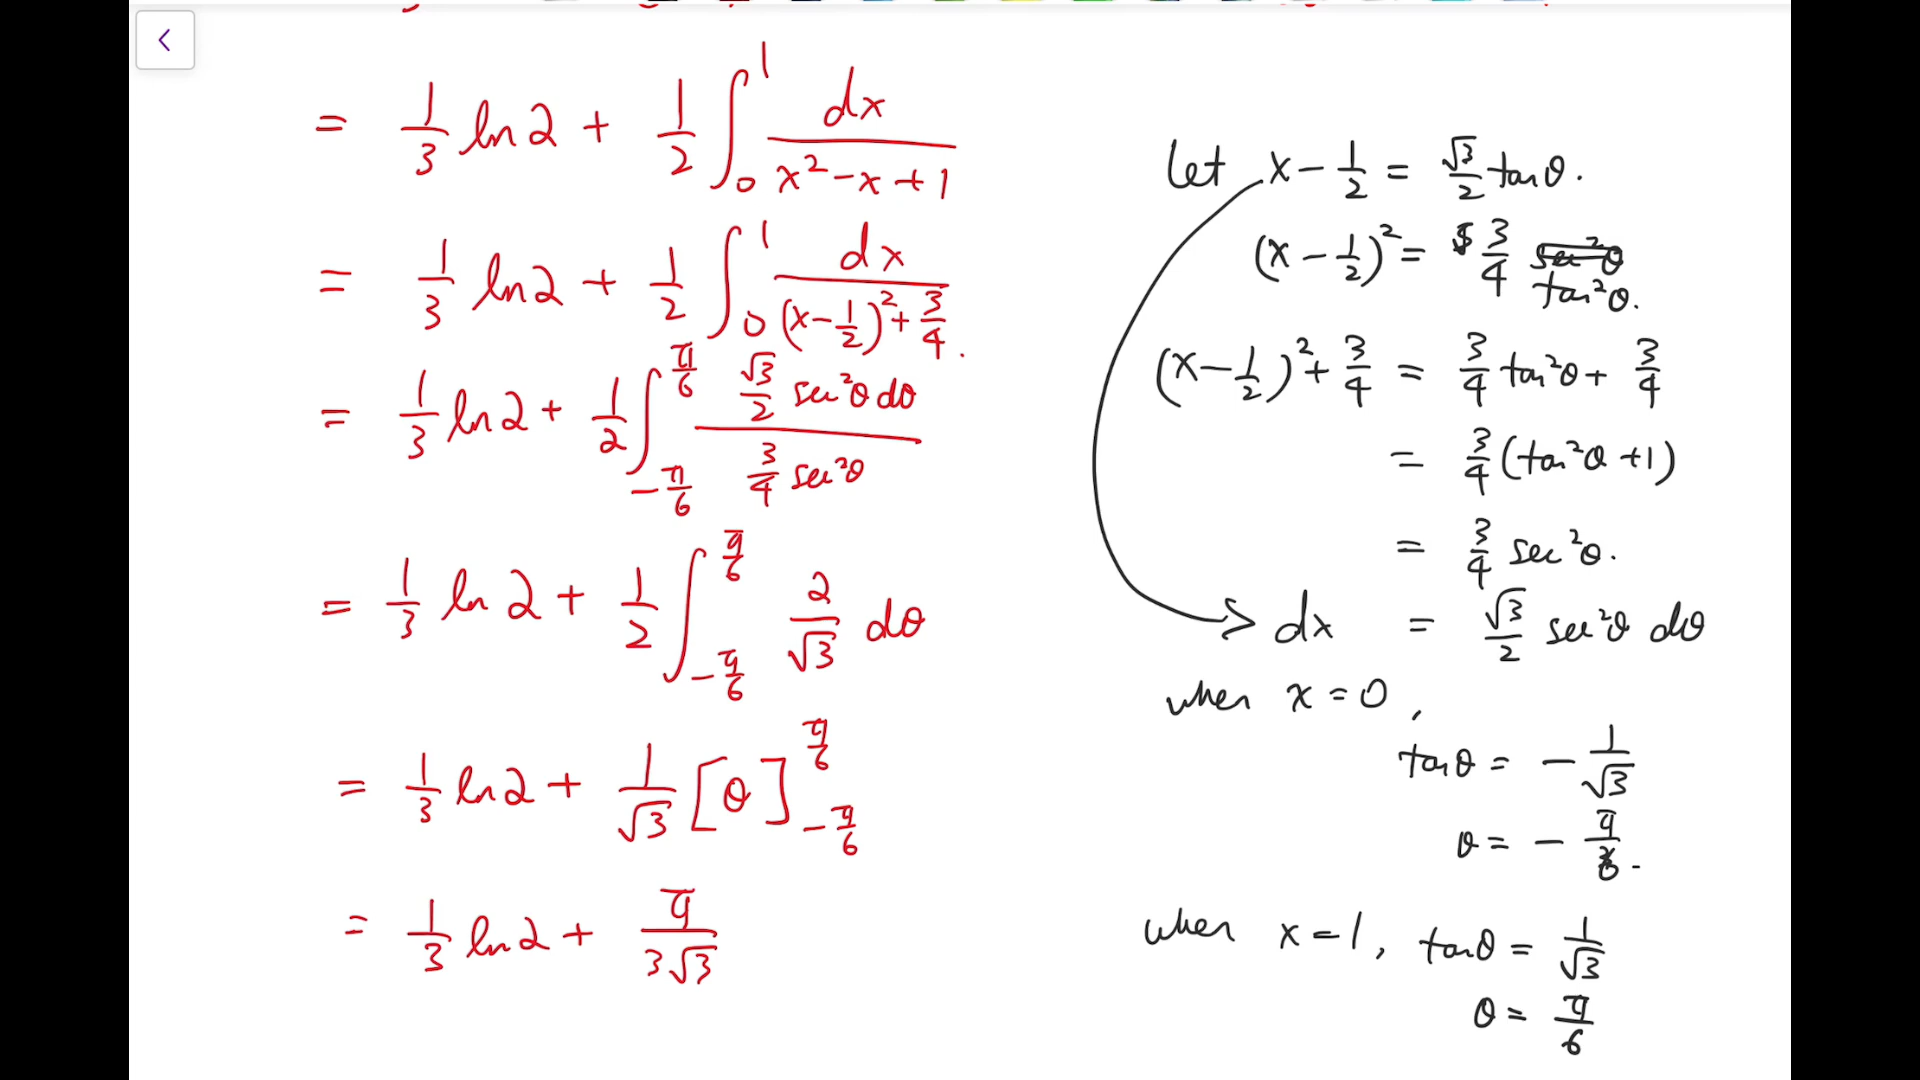 = 1/3 ln 2 + 1/2 ∫₀¹ dx / (x² − x + 1)
= 1/3 ln 2 + 1/2 ∫₀¹ dx / ((x − 1/2)² + 3/4).
= 1/3 ln 2 + 1/2 ∫_{−π/6}^{π/6} (√3/2 sec²θ dθ) / (3/4 sec²θ)
= 1/3 ln 2 + 1/2 ∫_{−π/6}^{π/6} 2/√3 dθ
= 1/3 ln 2 + 1/√3 [θ]_{−π/6}^{π/6}
= 1/3 ln 2 + π/(3√3)
Let x − 1/2 = √3/2 tanθ.
(x − 1/2)² = 3/4 tan²θ.
(x − 1/2)² + 3/4 = 3/4 tan²θ + 3/4
= 3/4 (tan²θ + 1)
= 3/4 sec²θ.
dx = √3/2 sec²θ dθ
when x = 0,
tanθ = − 1/√3
θ = − π/6.
when x = 1, tanθ = 1/√3
θ = π/6